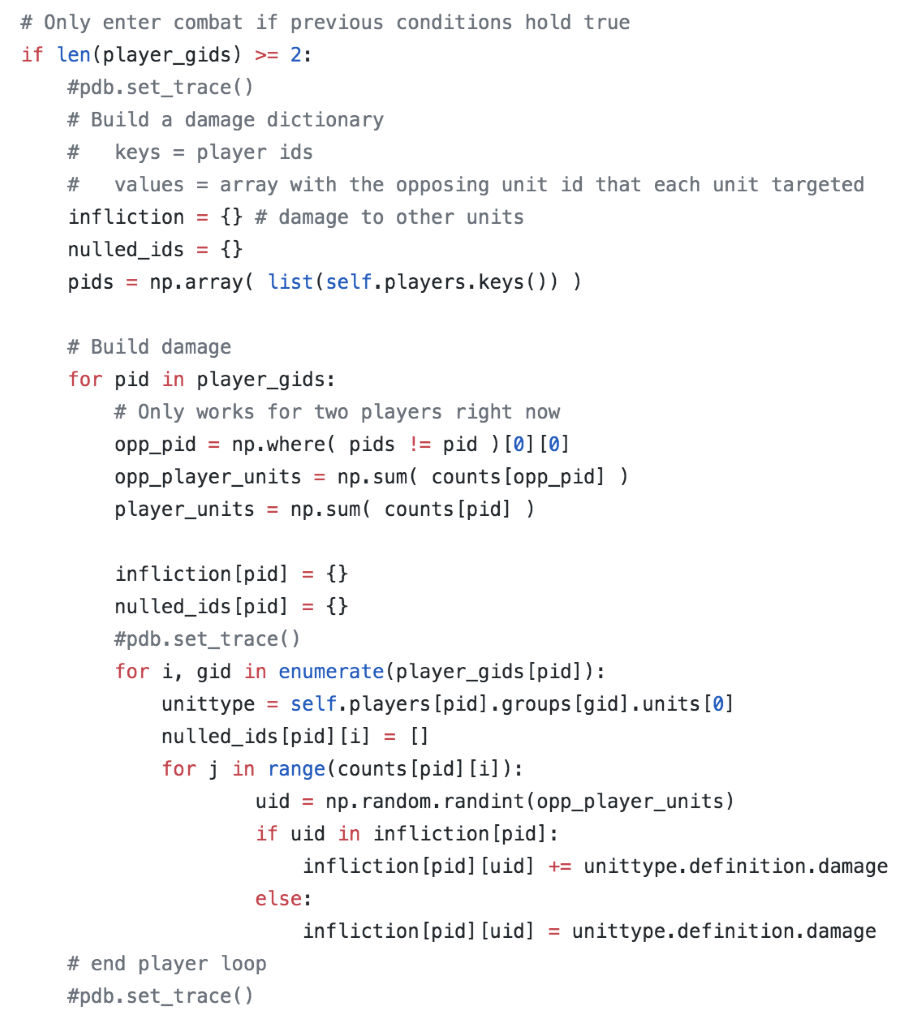 # Only enter combat if previous conditions hold true
if len(player_gids) >= 2:
    #pdb.set_trace()
    # Build a damage dictionary
    #   keys = player ids
    #   values = array with the opposing unit id that each unit targeted
    infliction = {} # damage to other units
    nulled_ids = {}
    pids = np.array( list(self.players.keys()) )

    # Build damage
    for pid in player_gids:
        # Only works for two players right now
        opp_pid = np.where( pids != pid )[0][0]
        opp_player_units = np.sum( counts[opp_pid] )
        player_units = np.sum( counts[pid] )

        infliction[pid] = {}
        nulled_ids[pid] = {}
        #pdb.set_trace()
        for i, gid in enumerate(player_gids[pid]):
            unittype = self.players[pid].groups[gid].units[0]
            nulled_ids[pid][i] = []
            for j in range(counts[pid][i]):
                    uid = np.random.randint(opp_player_units)
                    if uid in infliction[pid]:
                        infliction[pid][uid] += unittype.definition.damage
                    else:
                        infliction[pid][uid] = unittype.definition.damage
    # end player loop
    #pdb.set_trace()